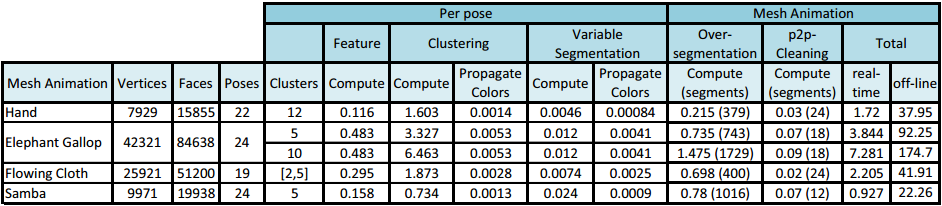 Per pose Mesh Animation
Feature Clustering Variable Segmentation Over-segmentation p2p-Cleaning Total
Mesh Animation Vertices Faces Poses Clusters Compute Compute Propagate Colors Compute Propagate Colors Compute (segments) Compute (segments) real-time off-line
Hand 7929 15855 22 12 0.116 1.603 0.0014 0.0046 0.00084 0.215 (379) 0.03 (24) 1.72 37.95
Elephant Gallop 42321 84638 24 5 0.483 3.327 0.0053 0.012 0.0041 0.735 (743) 0.07 (18) 3.844 92.25
10 0.483 6.463 0.0053 0.012 0.0041 1.475 (1729) 0.09 (18) 7.281 174.7
Flowing Cloth 25921 51200 19 [2,5] 0.295 1.873 0.0028 0.0074 0.0025 0.698 (400) 0.02 (24) 2.205 41.91
Samba 9971 19938 24 5 0.158 0.734 0.0013 0.024 0.0009 0.78 (1016) 0.07 (12) 0.927 22.26